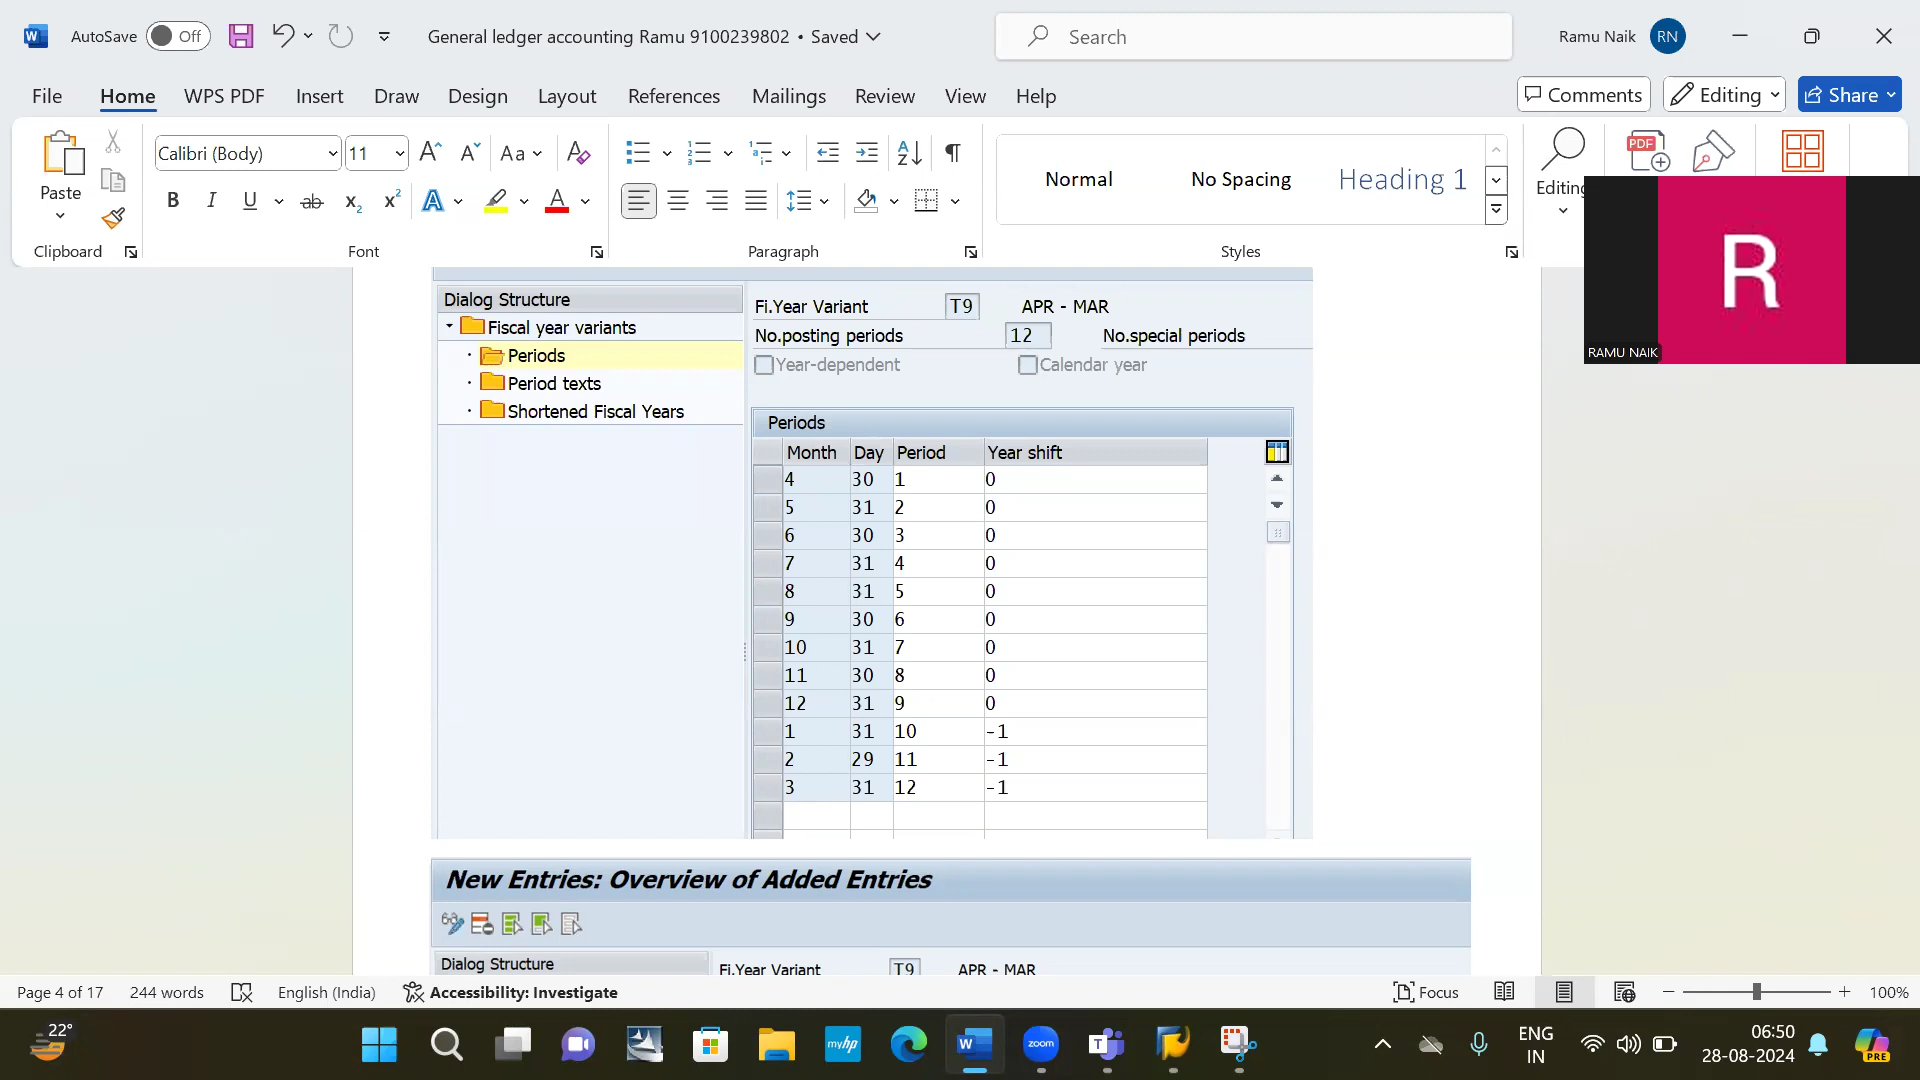 AutoSave Off General ledger accounting Ramu 9100239802 • Saved Search Ramu Naik RN
File Home WPS PDF Insert Draw Design Layout References Mailings Review View Help Comments Editing Share
Calibri (Body) 11 Aa Normal No Spacing Heading 1 PDF
Paste B I U ab x2 x2 A A Editing
Clipboard Font Paragraph Styles
R
RAMU NAIK
Dialog Structure
Fiscal year variants
Periods
Period texts
Shortened Fiscal Years
Fi.Year Variant T9 APR - MAR
No.posting periods 12 No.special periods
Year-dependent Calendar year
Periods
Month Day Period Year shift
4 30 1 0
5 31 2 0
6 30 3 0
7 31 4 0
8 31 5 0
9 30 6 0
10 31 7 0
11 30 8 0
12 31 9 0
1 31 10 -1
2 29 11 -1
3 31 12 -1
New Entries: Overview of Added Entries
Dialog Structure Fi.Year Variant T9 APR - MAR
Page 4 of 17 244 words English (India) Accessibility: Investigate Focus 100%
22° myhp zoom ENG IN 06:50 28-08-2024 PRE